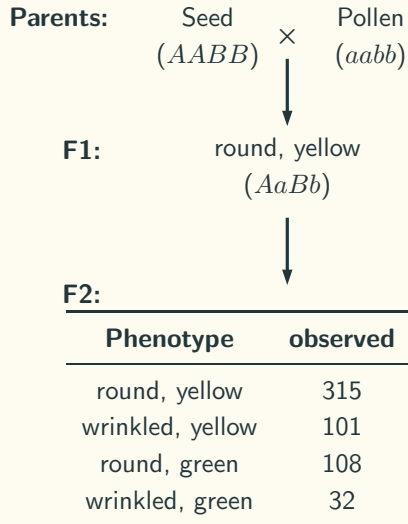 Parents: Seed × Pollen
(AABB) (aabb)
F1: round, yellow
(AaBb)
F2:
Phenotype observed
round, yellow 315
wrinkled, yellow 101
round, green 108
wrinkled, green 32